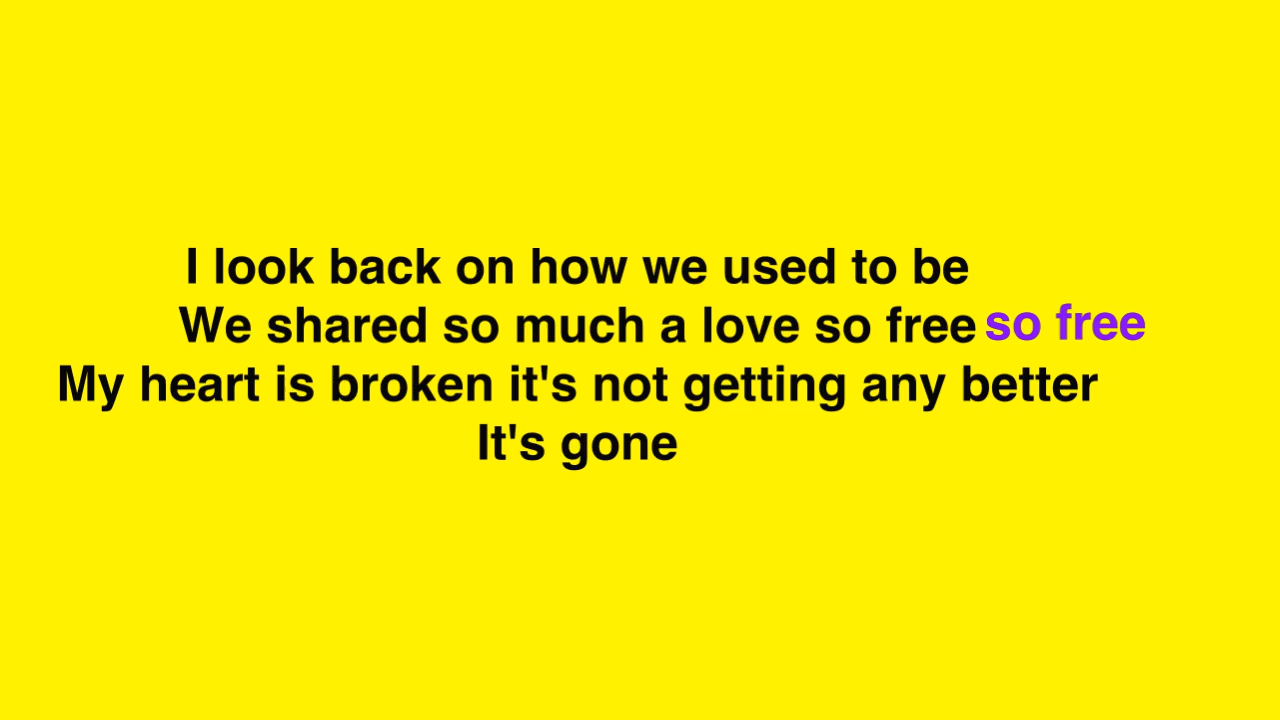 I look back on how we used to be
We shared so much a love so free so free
My heart is broken it's not getting any better
It's gone